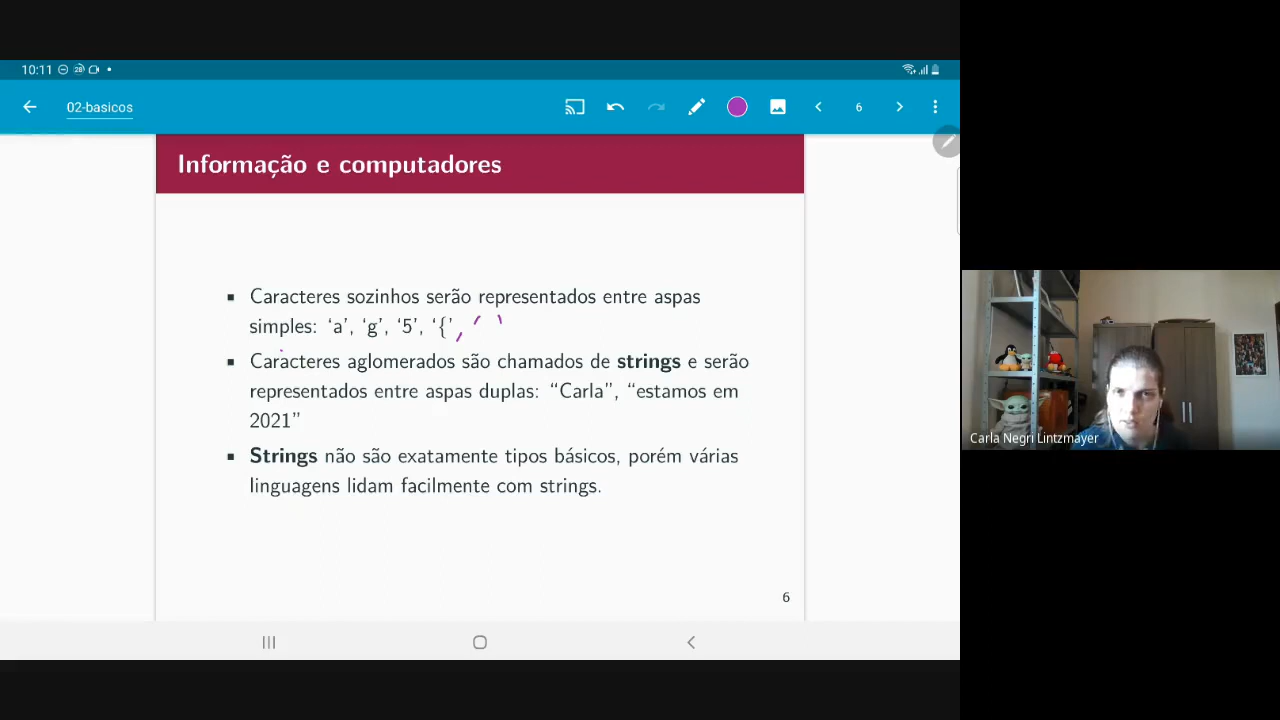 10:11
28
02-basicos
6
Informação e computadores
▪ Caracteres sozinhos serão representados entre aspas
simples: ‘a’, ‘g’, ‘5’, ‘{’, ‘ ’
▪ Caracteres aglomerados são chamados de strings e serão
representados entre aspas duplas: “Carla”, “estamos em
2021”
▪ Strings não são exatamente tipos básicos, porém várias
linguagens lidam facilmente com strings.
6
Carla Negri Lintzmayer